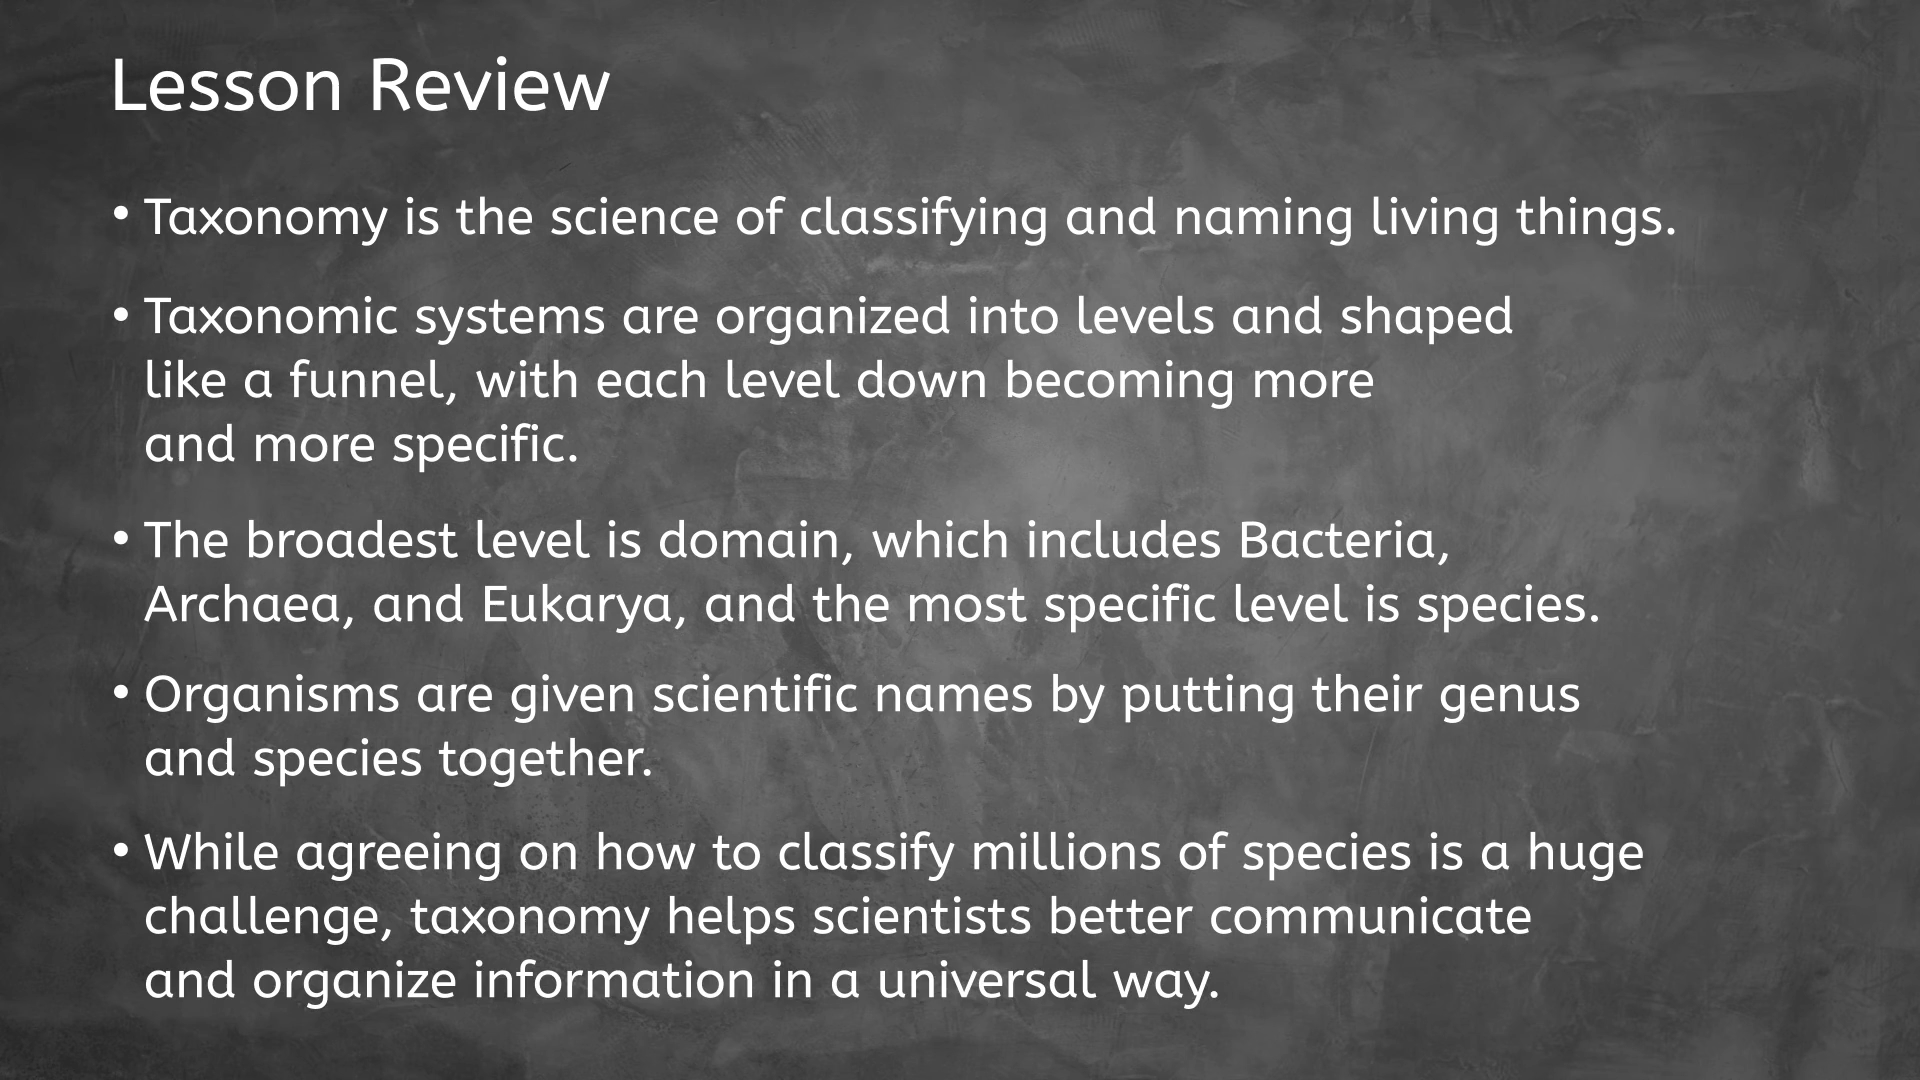 Lesson Review
• Taxonomy is the science of classifying and naming living things.
• Taxonomic systems are organized into levels and shaped
like a funnel, with each level down becoming more
and more specific.
• The broadest level is domain, which includes Bacteria,
Archaea, and Eukarya, and the most specific level is species.
• Organisms are given scientific names by putting their genus
and species together.
• While agreeing on how to classify millions of species is a huge
challenge, taxonomy helps scientists better communicate
and organize information in a universal way.